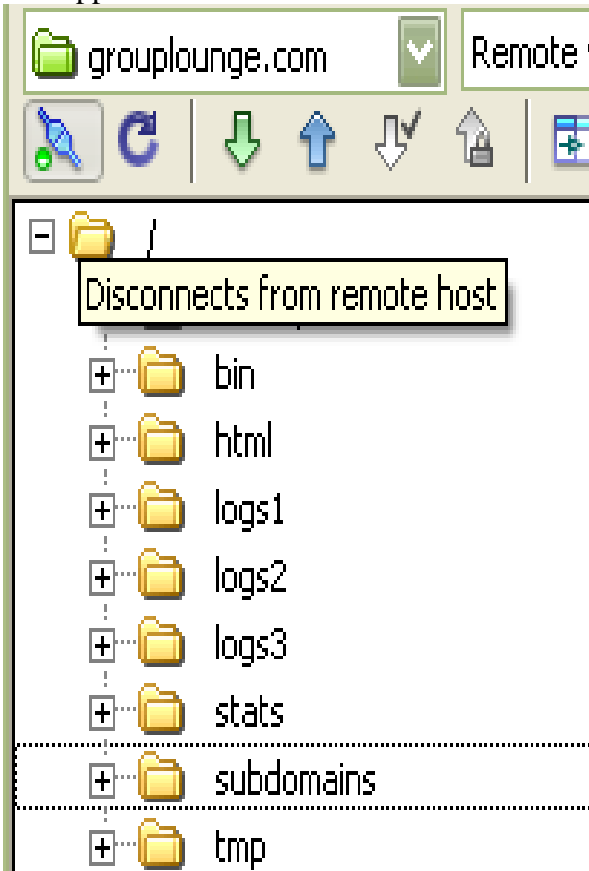 grouplounge.com Remote
/
Disconnects from remote host
bin
html
logs1
logs2
logs3
stats
subdomains
tmp